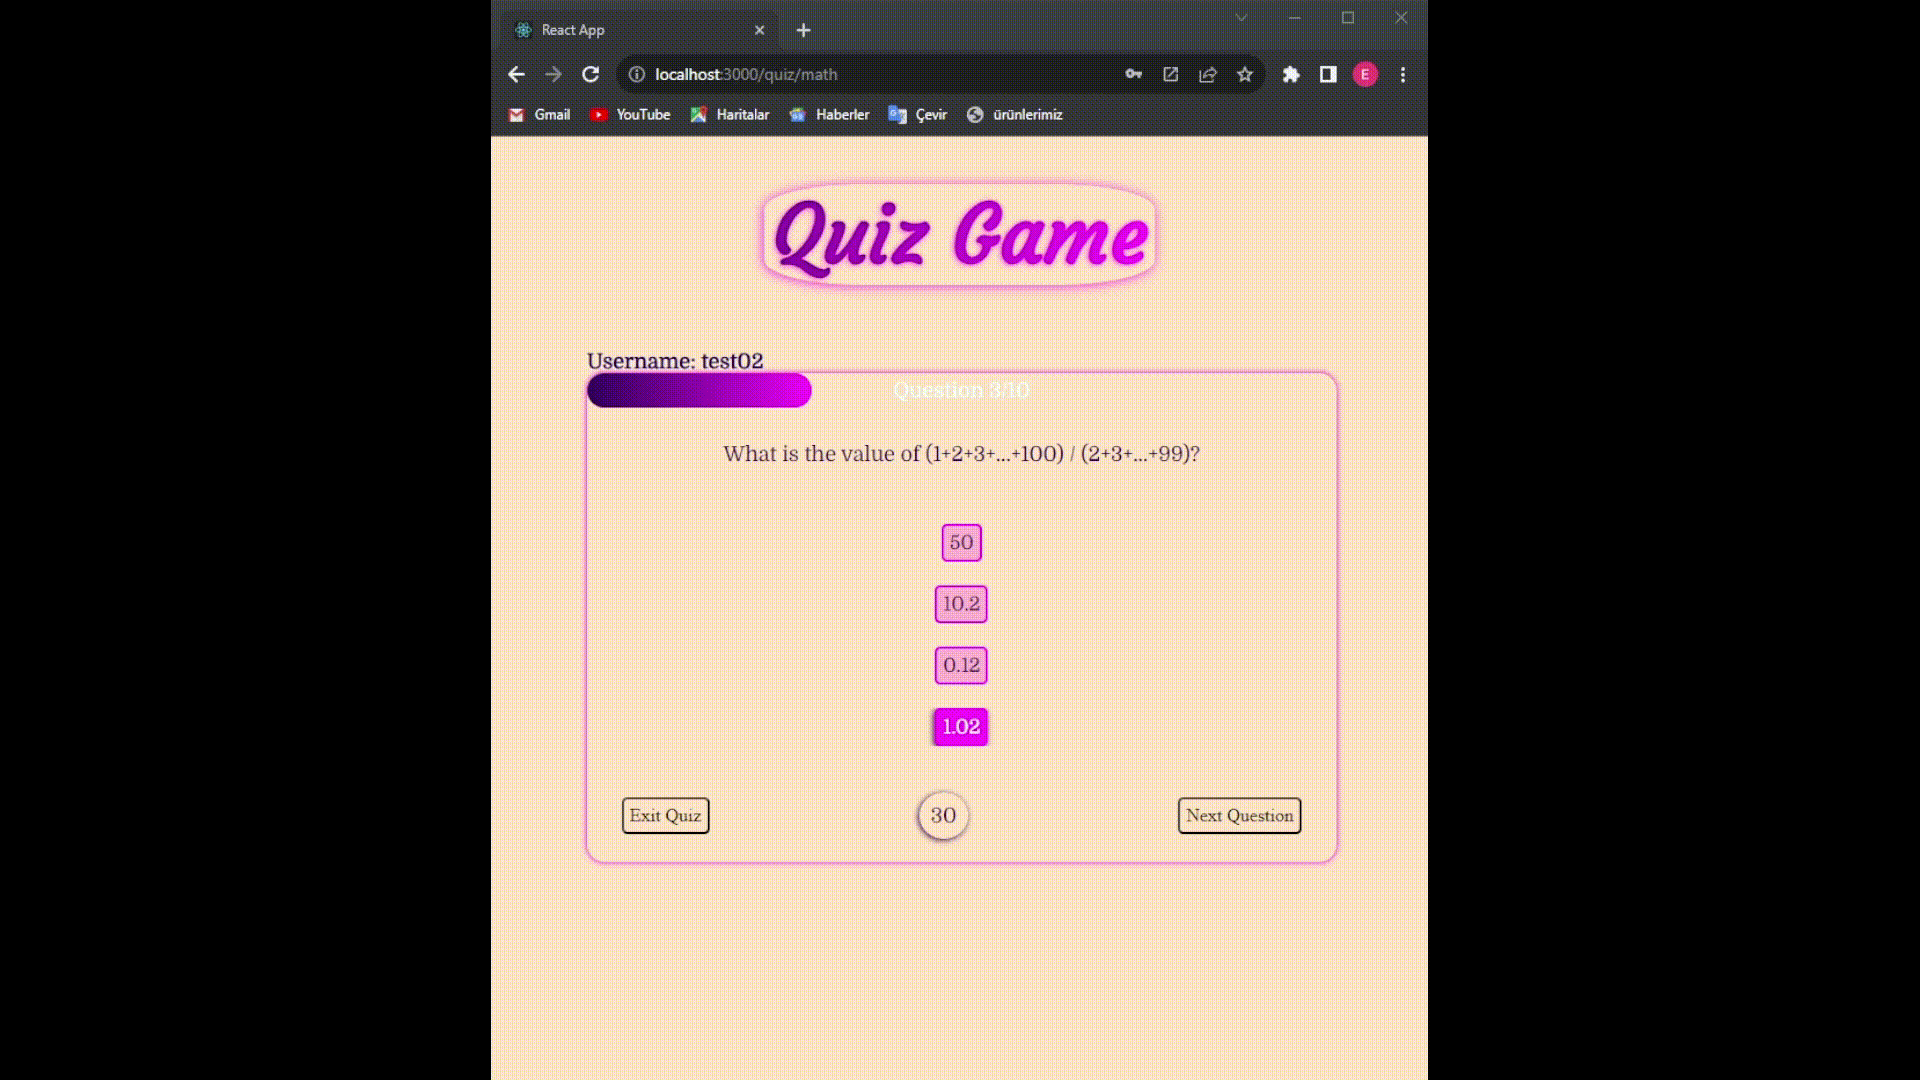 React App
localhost:3000/quiz/math
E
Gmail YouTube Haritalar Haberler Çevir ürünlerimiz
Quiz Game
Username: test02
Question 3/10
What is the value of (1+2+3+...+100) / (2+3+...+99)?
50
10.2
0.12
1.02
Exit Quiz 30 Next Question